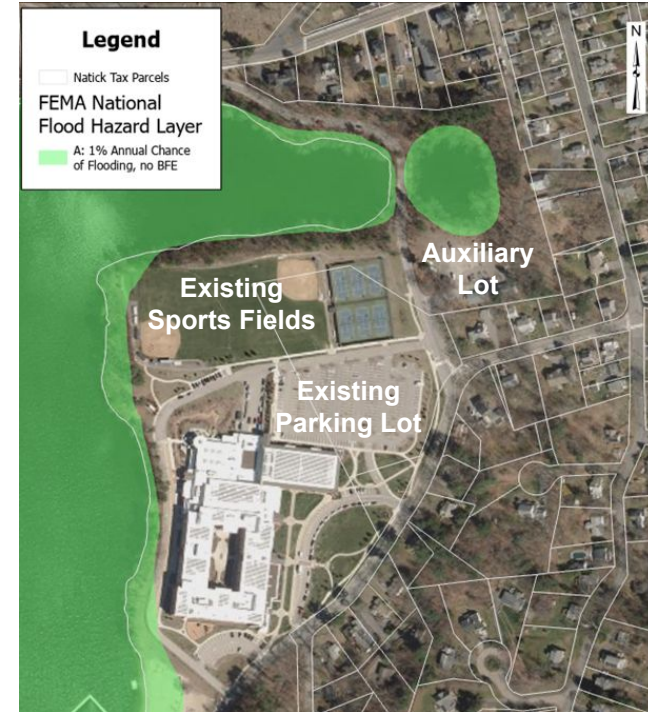 Legend
Natick Tax Parcels
FEMA National
Flood Hazard Layer
A: 1% Annual Chance
of Flooding, no BFE
N
Auxiliary
Lot
Existing
Sports Fields
Existing
Parking Lot